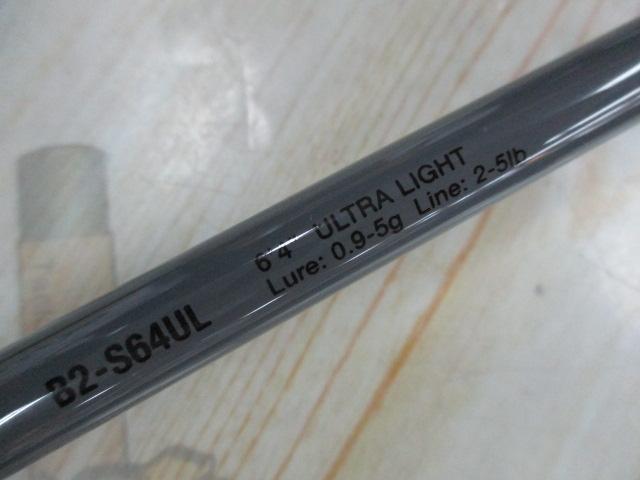 B2-S64UL
6'4" ULTRA LIGHT
Lure: 0.9-5g Line: 2-5lb